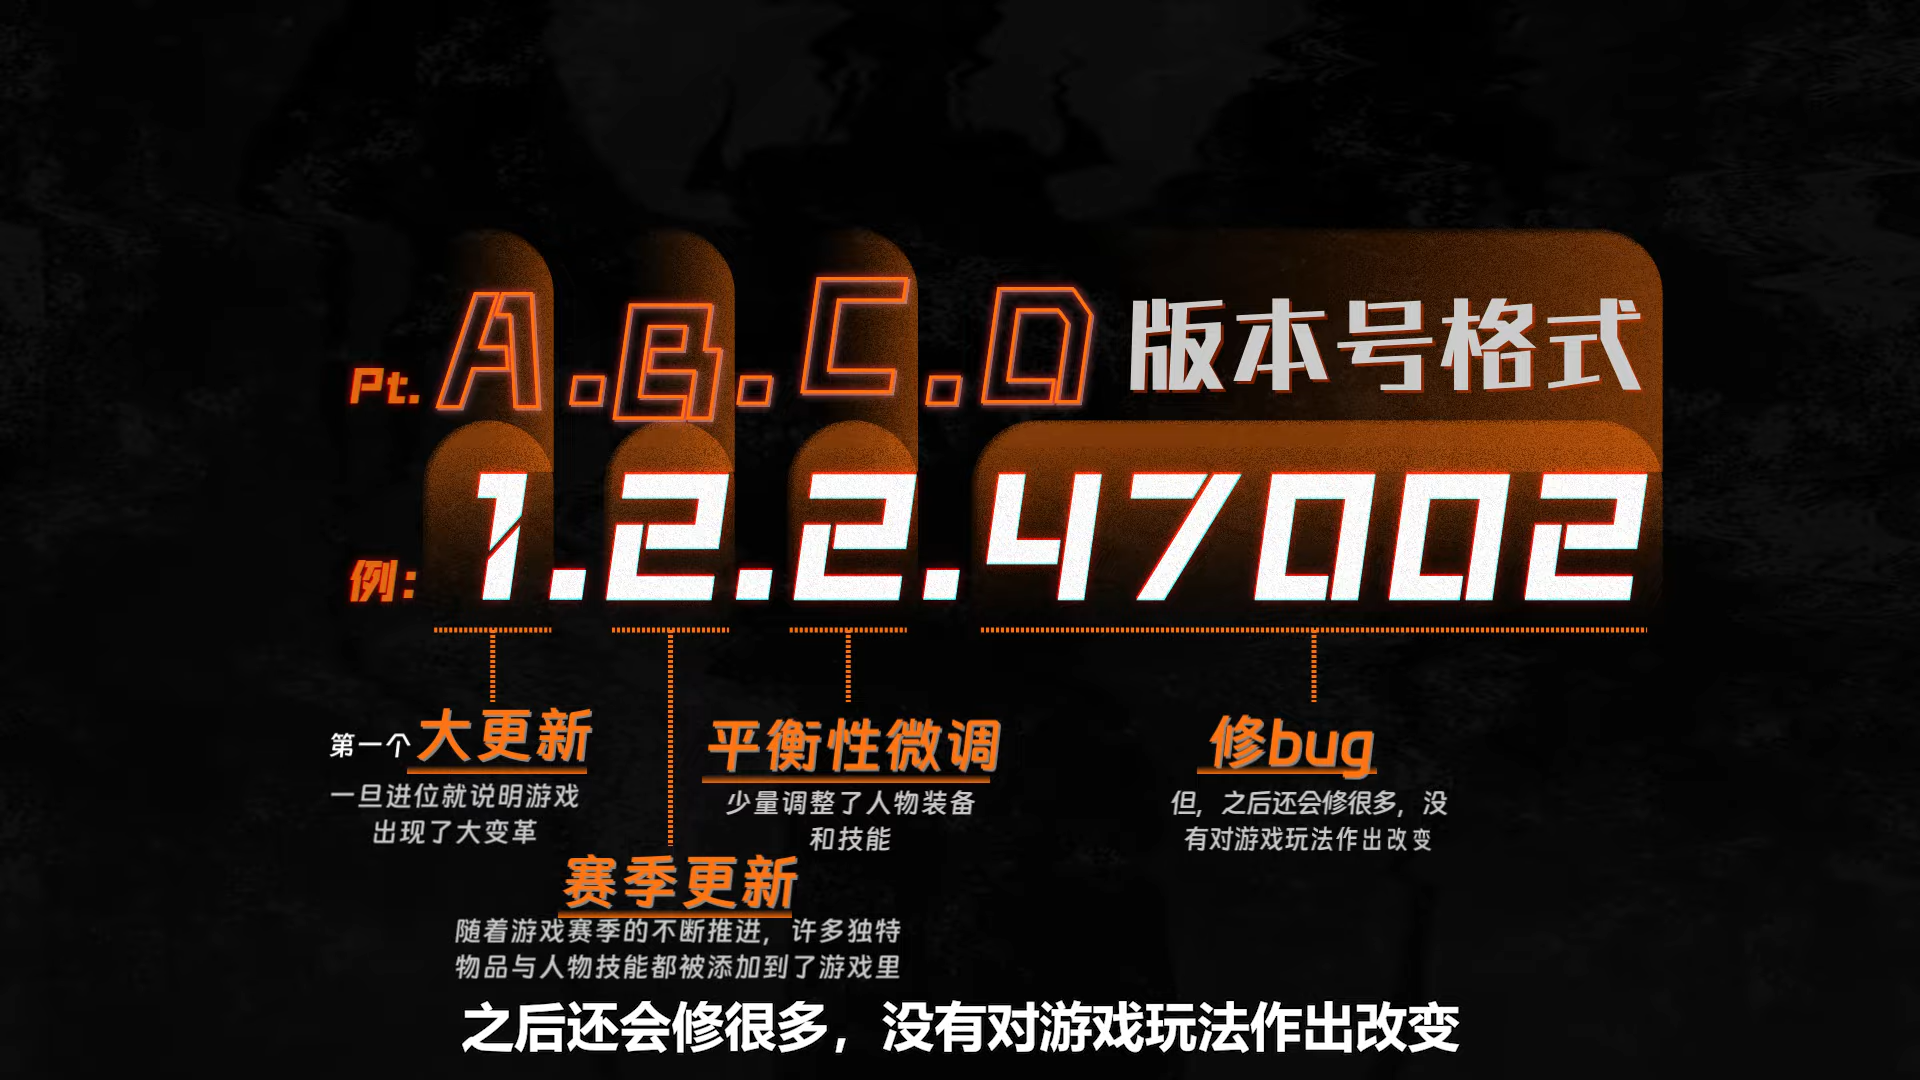 Pt. A.B.C.D 版本号格式
例: 1.2.2.47002
第一个大更新
一旦进位就说明游戏
出现了大变革
赛季更新
随着游戏赛季的不断推进，许多独特
物品与人物技能都被添加到了游戏里
平衡性微调
少量调整了人物装备
和技能
修bug
但，之后还会修很多，没
有对游戏玩法作出改变
之后还会修很多，没有对游戏玩法作出改变